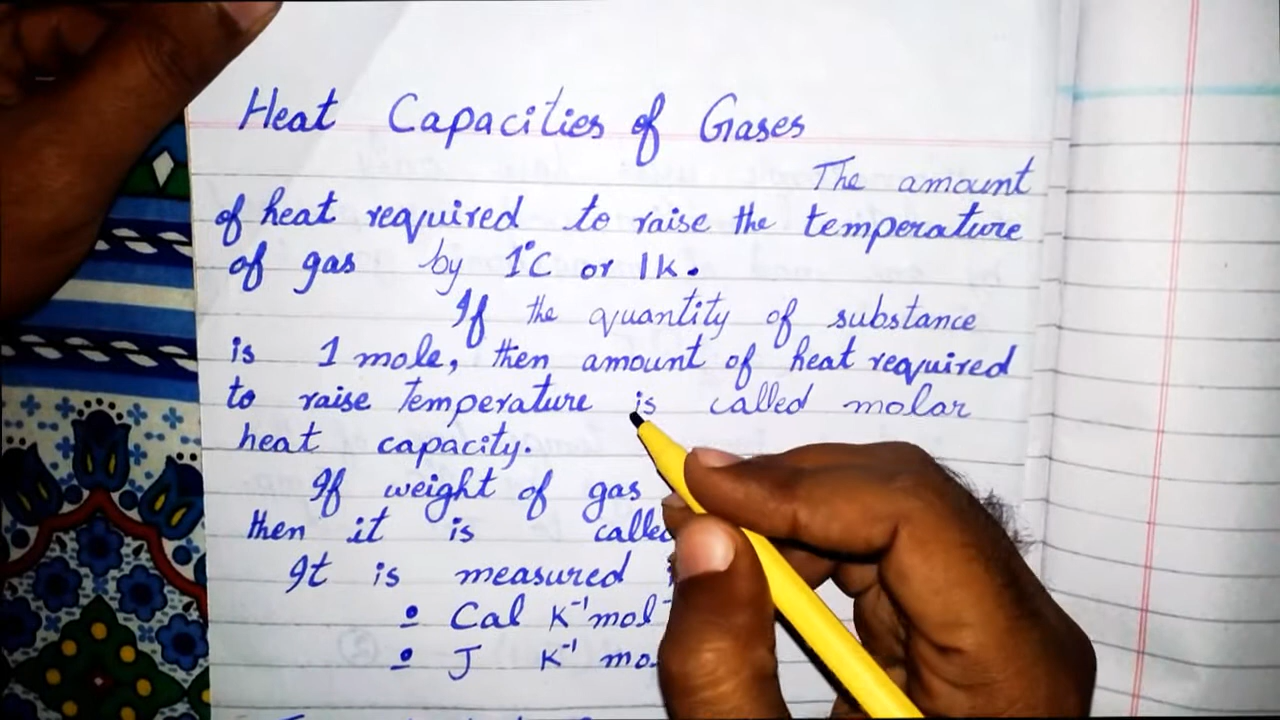 Heat Capacities of Gases
The amount
of heat required to raise the temperature
of gas by 1°C or 1K.
If the quantity of substance
is 1 mole, then amount of heat required
to raise temperature is called molar
heat capacity.
If weight of gas
then it is called
It is measured
• Cal K⁻¹mol⁻
• J K⁻¹ mo